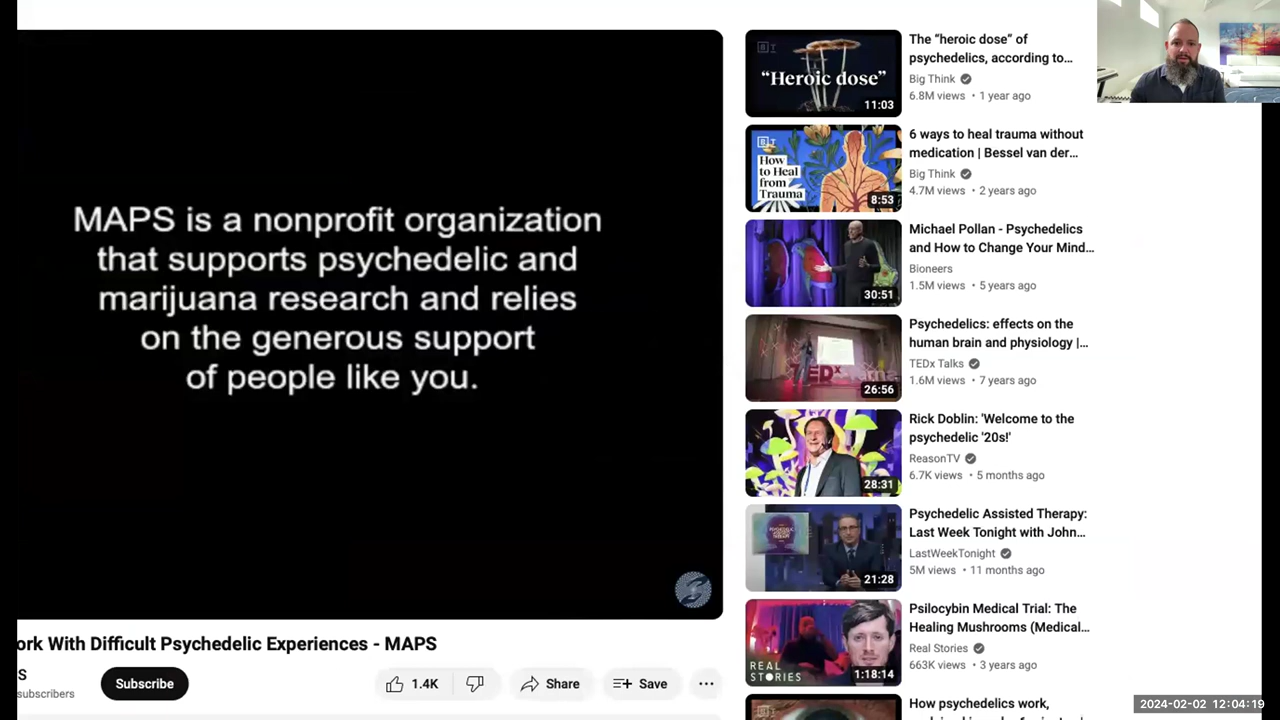 MAPS is a nonprofit organization
that supports psychedelic and
marijuana research and relies
on the generous support
of people like you.
ork With Difficult Psychedelic Experiences - MAPS
S
subscribers
Subscribe
1.4K
Share
Save
"Heroic dose"
11:03
The “heroic dose” of
psychedelics, according to…
Big Think
6.8M views • 1 year ago
How
to Heal
from
Trauma
8:53
6 ways to heal trauma without
medication | Bessel van der…
Big Think
4.7M views • 2 years ago
30:51
Michael Pollan - Psychedelics
and How to Change Your Mind…
Bioneers
1.5M views • 5 years ago
26:56
Psychedelics: effects on the
human brain and physiology |…
TEDx Talks
1.6M views • 7 years ago
28:31
Rick Doblin: 'Welcome to the
psychedelic '20s!'
ReasonTV
6.7K views • 5 months ago
21:28
Psychedelic Assisted Therapy:
Last Week Tonight with John…
LastWeekTonight
5M views • 11 months ago
REAL
STORIES
1:18:14
Psilocybin Medical Trial: The
Healing Mushrooms (Medical…
Real Stories
663K views • 3 years ago
How psychedelics work,
2024-02-02 12:04:19